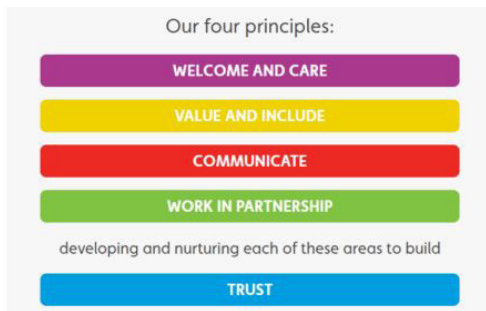 Our four principles:
WELCOME AND CARE
VALUE AND INCLUDE
COMMUNICATE
WORK IN PARTNERSHIP
developing and nurturing each of these areas to build
TRUST